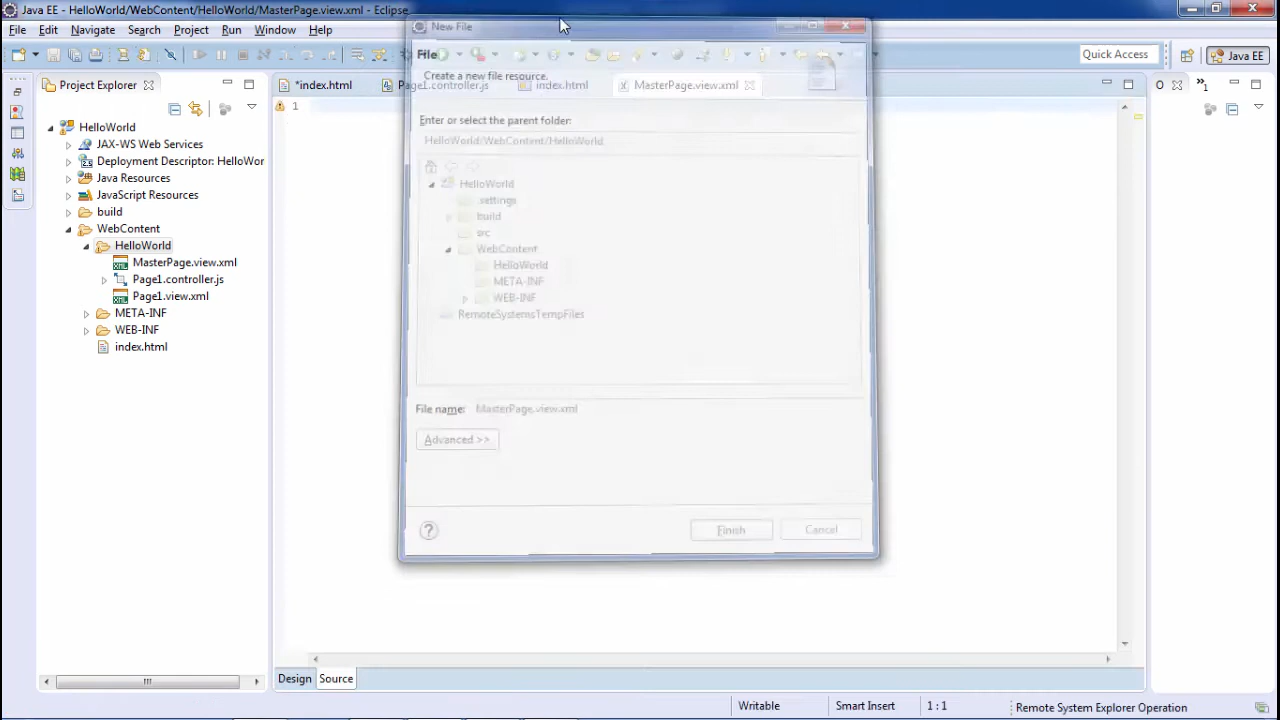 Java EE - HelloWorld/WebContent/HelloWorld/MasterPage.view.xml - Eclipse
File Edit Navigate Search Project Run Window Help
Quick Access
Java EE
Project Explorer
*index.html
Page1.controller.js
index.html
MasterPage.view.xml
O
»1
1
HelloWorld
JAX-WS Web Services
Deployment Descriptor: HelloWor
Java Resources
JavaScript Resources
build
WebContent
HelloWorld
MasterPage.view.xml
Page1.controller.js
Page1.view.xml
META-INF
WEB-INF
index.html
New File
File
Create a new file resource.
Enter or select the parent folder:
HelloWorld/WebContent/HelloWorld
HelloWorld
.settings
build
src
WebContent
HelloWorld
META-INF
WEB-INF
RemoteSystemsTempFiles
File name: MasterPage.view.xml
Advanced >>
? Finish Cancel
Design Source
Writable Smart Insert 1 : 1 Remote System Explorer Operation